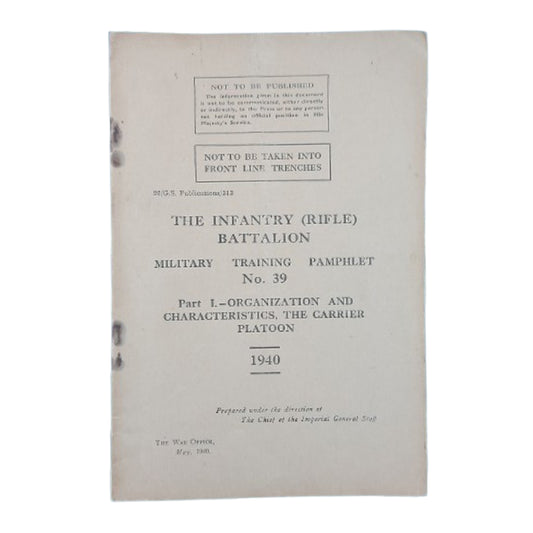 NOT TO BE PUBLISHED
The information given in this document
is not to be communicated, either directly
or indirectly, to the Press or to any person
not holding an official position in His
Majesty's Service.
NOT TO BE TAKEN INTO
FRONT LINE TRENCHES
26/G.S. Publications/313
THE INFANTRY (RIFLE)
BATTALION
MILITARY TRAINING PAMPHLET
No. 39
Part I.—ORGANIZATION AND
CHARACTERISTICS, THE CARRIER
PLATOON
1940
Prepared under the direction of
The Chief of the Imperial General Staff
THE WAR OFFICE,
May, 1940.